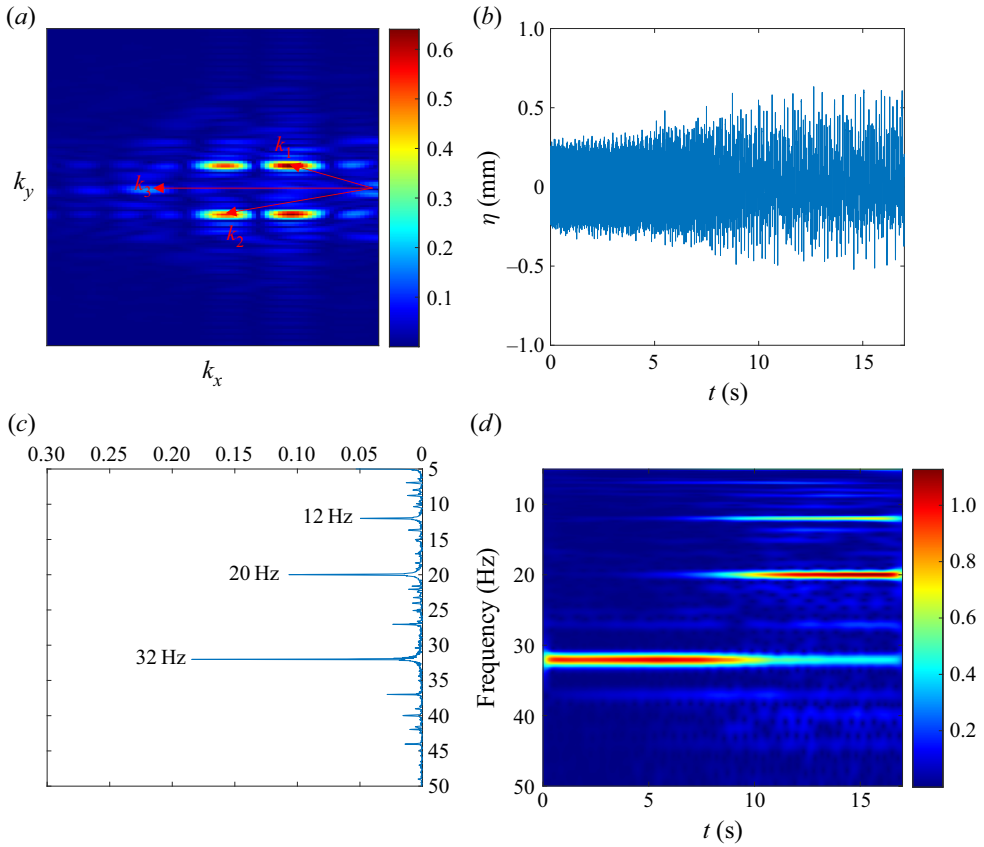 (a)
0.6
0.5
0.4
0.3
0.2
0.1
k1
k3
k2
ky
kx
(b)
1.0
0.5
0
–0.5
–1.0
η (mm)
0 5 10 15
t (s)
(c)
0.30 0.25 0.20 0.15 0.10 0.05 0
5
10
15
20
25
30
35
40
45
50
12 Hz
20 Hz
32 Hz
(d)
10
20
30
40
50
Frequency (Hz)
0 5 10 15
t (s)
1.0
0.8
0.6
0.4
0.2